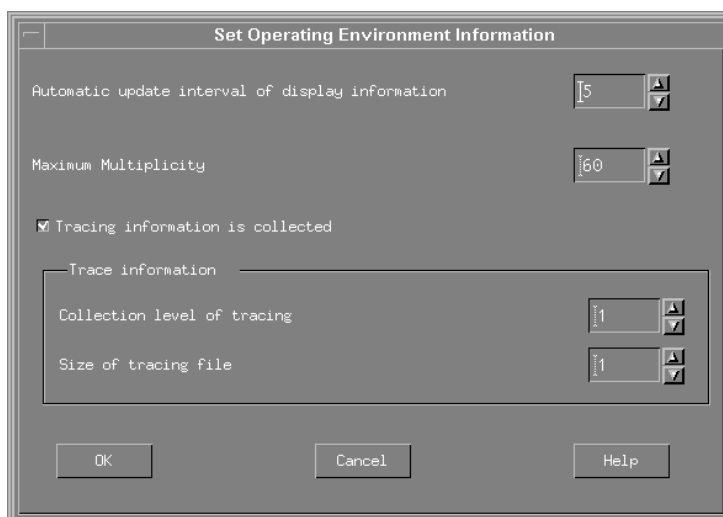 Set Operating Environment Information
Automatic update interval of display information 5
Maximum Multiplicity 60
Tracing information is collected
Trace information
Collection level of tracing 1
Size of tracing file 1
OK Cancel Help